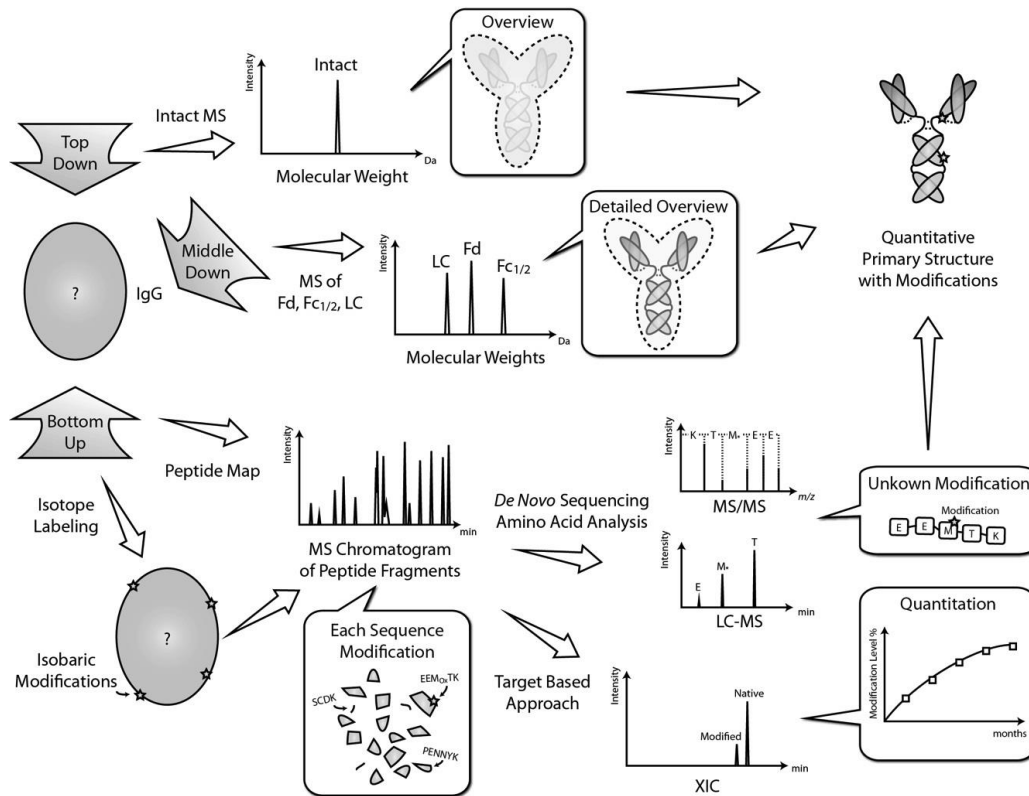 Overview
Intensity
Intact
Da
Molecular Weight
Intact MS
Top
Down
Middle
Down
MS of
Fd, Fc1/2, LC
Intensity
LC
Fd
Fc1/2
Da
Molecular Weights
Detailed Overview
Quantitative
Primary Structure
with Modifications
?
IgG
Bottom
Up
Peptide Map
Isotope
Labeling
Intensity
min
MS Chromatogram
of Peptide Fragments
De Novo Sequencing
Amino Acid Analysis
Intensity
K T M* E E
m/z
MS/MS
Intensity
E
M*
T
min
LC-MS
Unkown Modification
Modification
E E M T K
?
Isobaric
Modifications
Each Sequence
Modification
SCDK
EEMOxTK
PENNYK
Target Based
Approach
Intensity
Native
Modified
min
XIC
Quantitation
Modification Level %
months